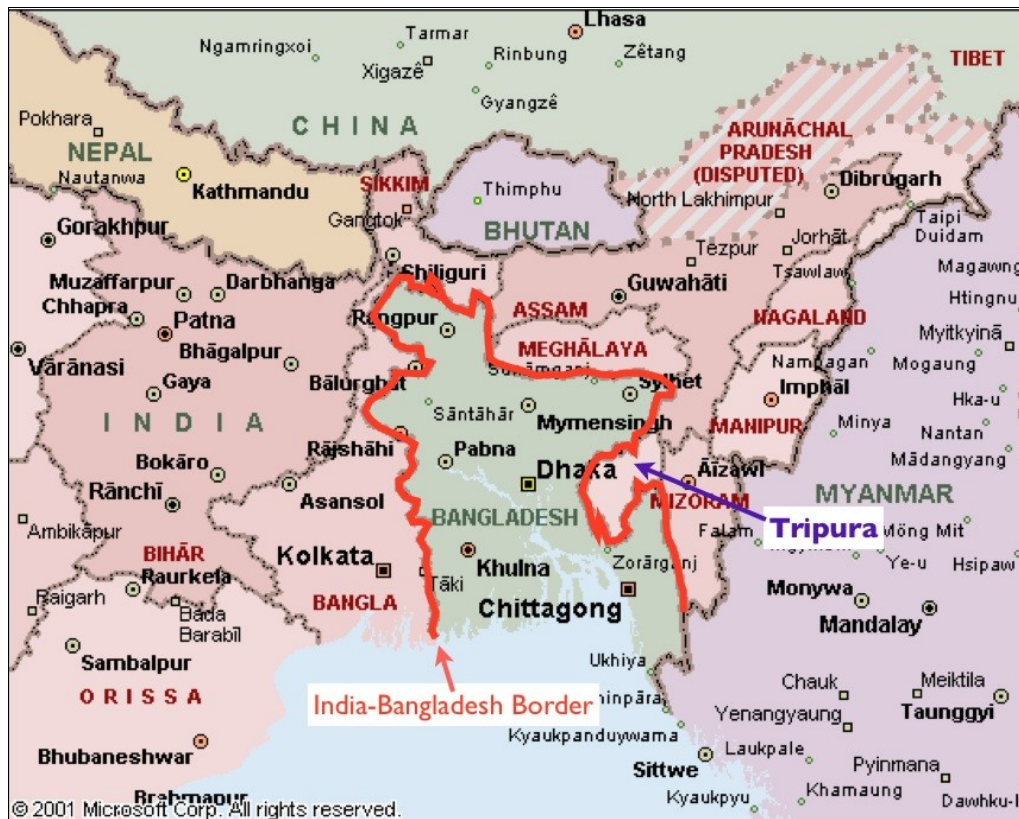 Lhasa
Tarmar
Ngamringxoi
Rinbung
Zêtang
Xigazê
TIBET
Gyangzê
Pokhara
CHINA
ARUNĀCHAL
PRADESH
(DISPUTED)
NEPAL
Nautanwa
Kathmandu
SIKKIM
Thimphu
Dibrugarh
North Lakhimpur
Gangtok
BHUTAN
Taipi
Duidam
Gorakhpur
Jorhāt
Tezpur
Shiliguri
Tsawlaw
Magawng
Muzaffarpur
Darbhanga
Guwahāti
Chhapra
ASSAM
Htingnu
Patna
Rangpur
NAGALAND
Myitkyinā
Bhāgalpur
MEGHĀLAYA
Vārānasi
Mogaung
Gaya
Bālurghat
Sylhet
Imphāl
Hka-u
INDIA
Sāntāhār
Mymensingh
MANIPUR
Minya
Nantan
Rājshāhi
Pabna
Bokāro
Dhaka
Āīzawl
Mādangyang
Rānchī
Asansol
MIZORAM
MYANMAR
BANGLADESH
Tripura
Ambikāpur
Falam
Möng Mit
BIHĀR
Kolkata
Khulna
Zorārganj
Ye-u
Hsipaw
Raurkela
Tāki
Raigarh
BANGLA
Chittagong
Monywa
Bada
Barabīl
Mandalay
Sambalpur
Ukhiya
ORISSA
India-Bangladesh Border
Chauk
Meiktila
Yenangyaung
Taunggyi
Kyaukpanduywama
Bhubaneshwar
Laukpale
Sittwe
Pyinmana
Brahmapur
Kyaukpyu
Khamaung
Dawhku-l
© 2001 Microsoft Corp. All rights reserved.